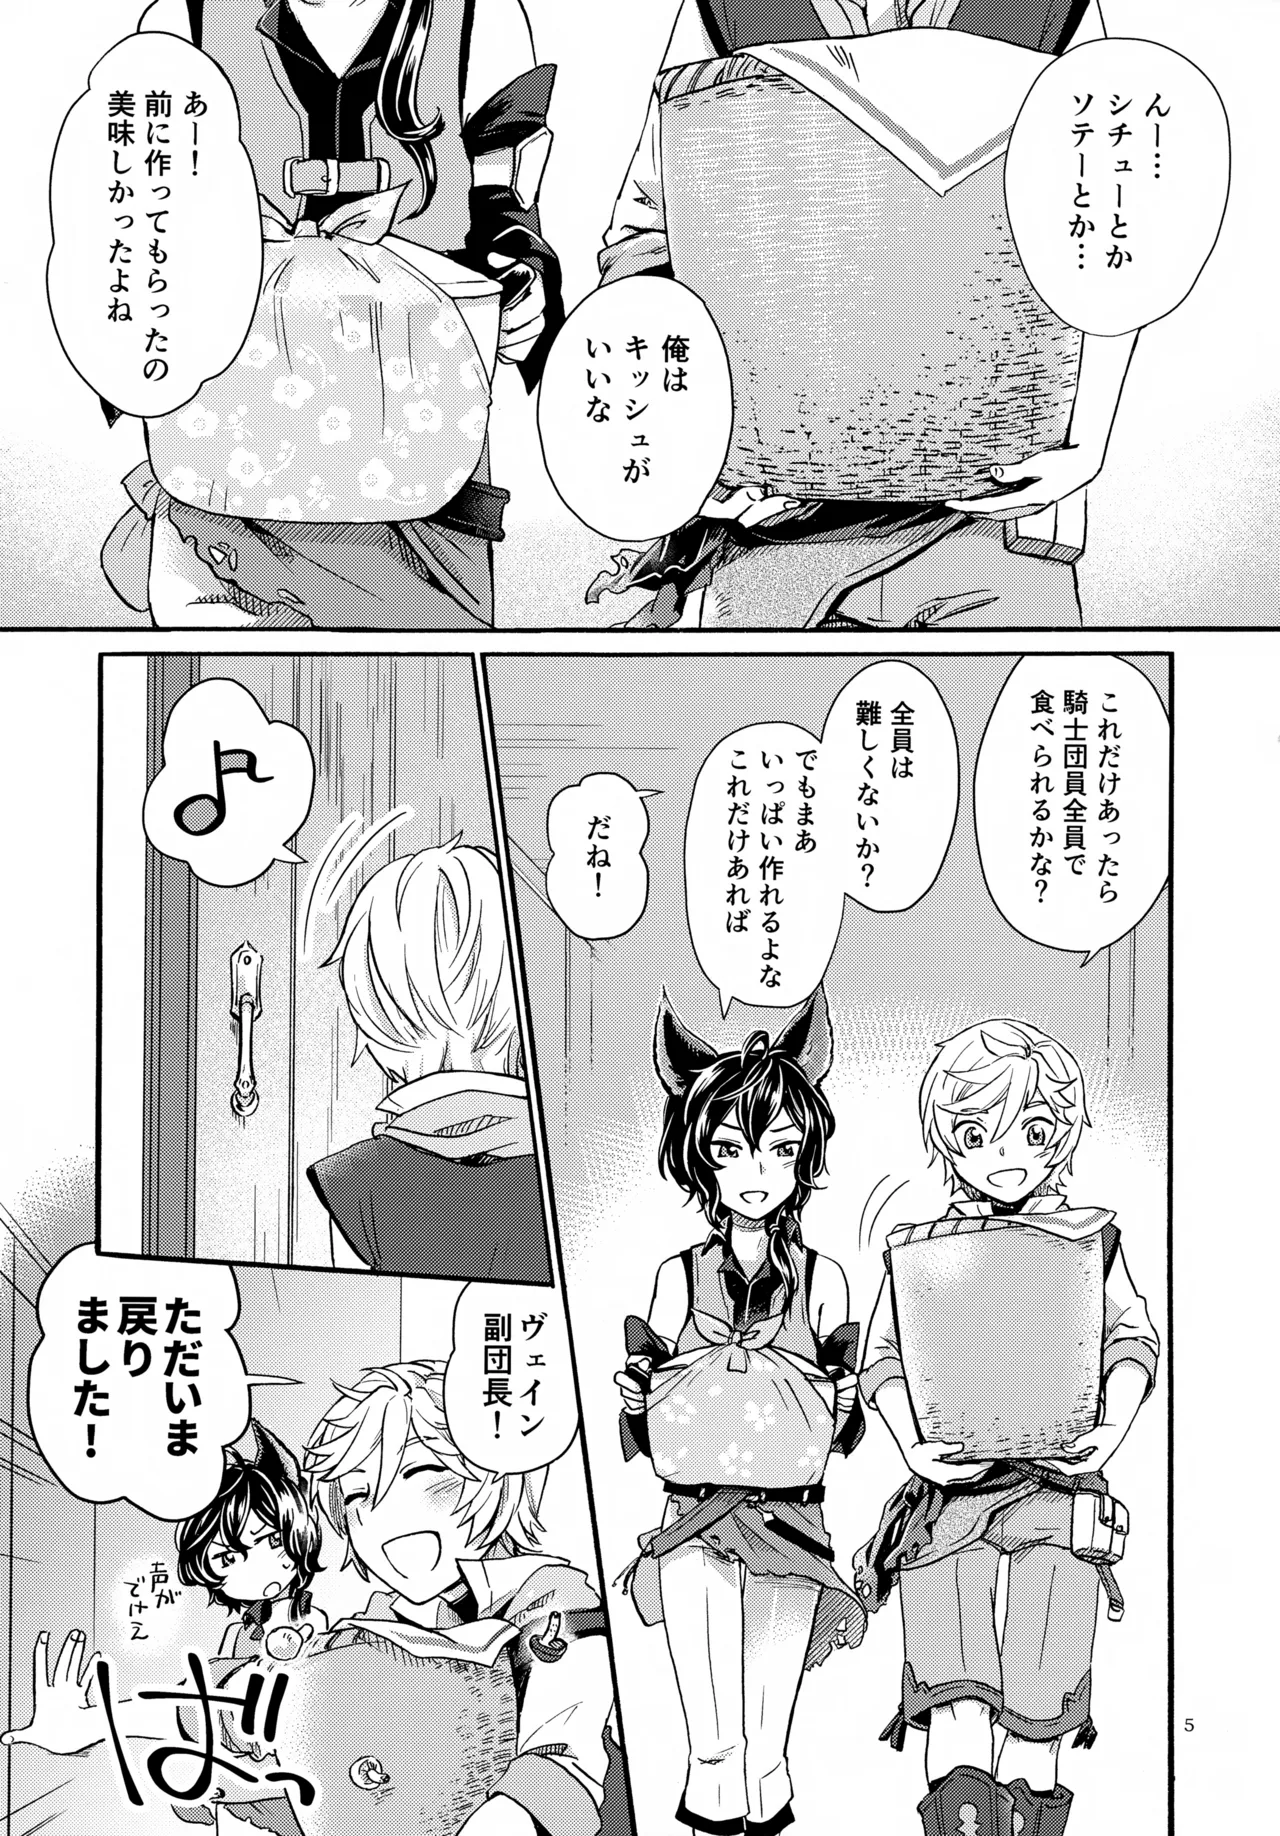 んー…
シチューとか
ソテーとか…
俺は
キッシュが
いいな
あー！
前に作ってもらったの
美味しかったよね
これだけあったら
騎士団員全員で
食べられるかな？
全員は
難しくないか？
でもまあ
いっぱい作れるよな
これだけあれば
だね！
ヴェイン
副団長！
ただいま
戻り
ました！
声が
でけえ
ばっ
5